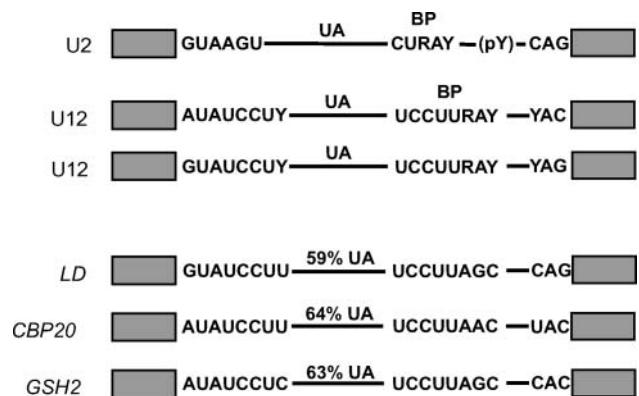 BP
U2 GUAAGU UA CURAY (pY) CAG
BP
U12 AUAUCCUY UA UCCUURAY YAC
U12 GUAUCCUY UA UCCUURAY YAG
LD GUAUCCUU 59% UA UCCUUAGC CAG
CBP20 AUAUCCUU 64% UA UCCUUAAC UAC
GSH2 AUAUCCUC 63% UA UCCUUAGC CAC